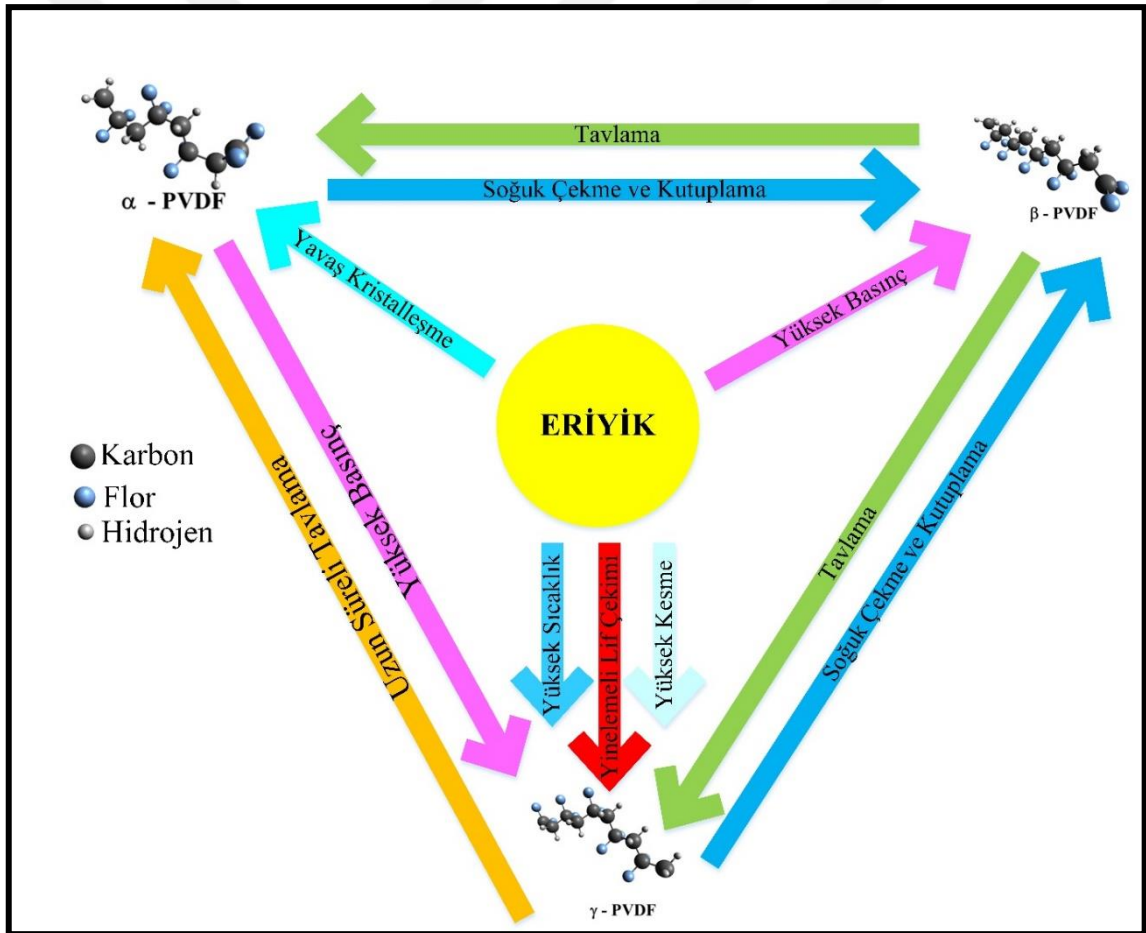 Tavlama
Soğuk Çekme ve Kutuplama
α - PVDF
β - PVDF
Yavaş Kristalleşme
Yüksek Basınç
ERİYİK
Karbon
Flor
Hidrojen
Uzun Süreli Tavlama
Yüksek Basınç
Yüksek Sıcaklık
Yinelemeli Lif Çekimi
Yüksek Kesme
Tavlama
Soğuk Çekme ve Kutuplama
γ - PVDF